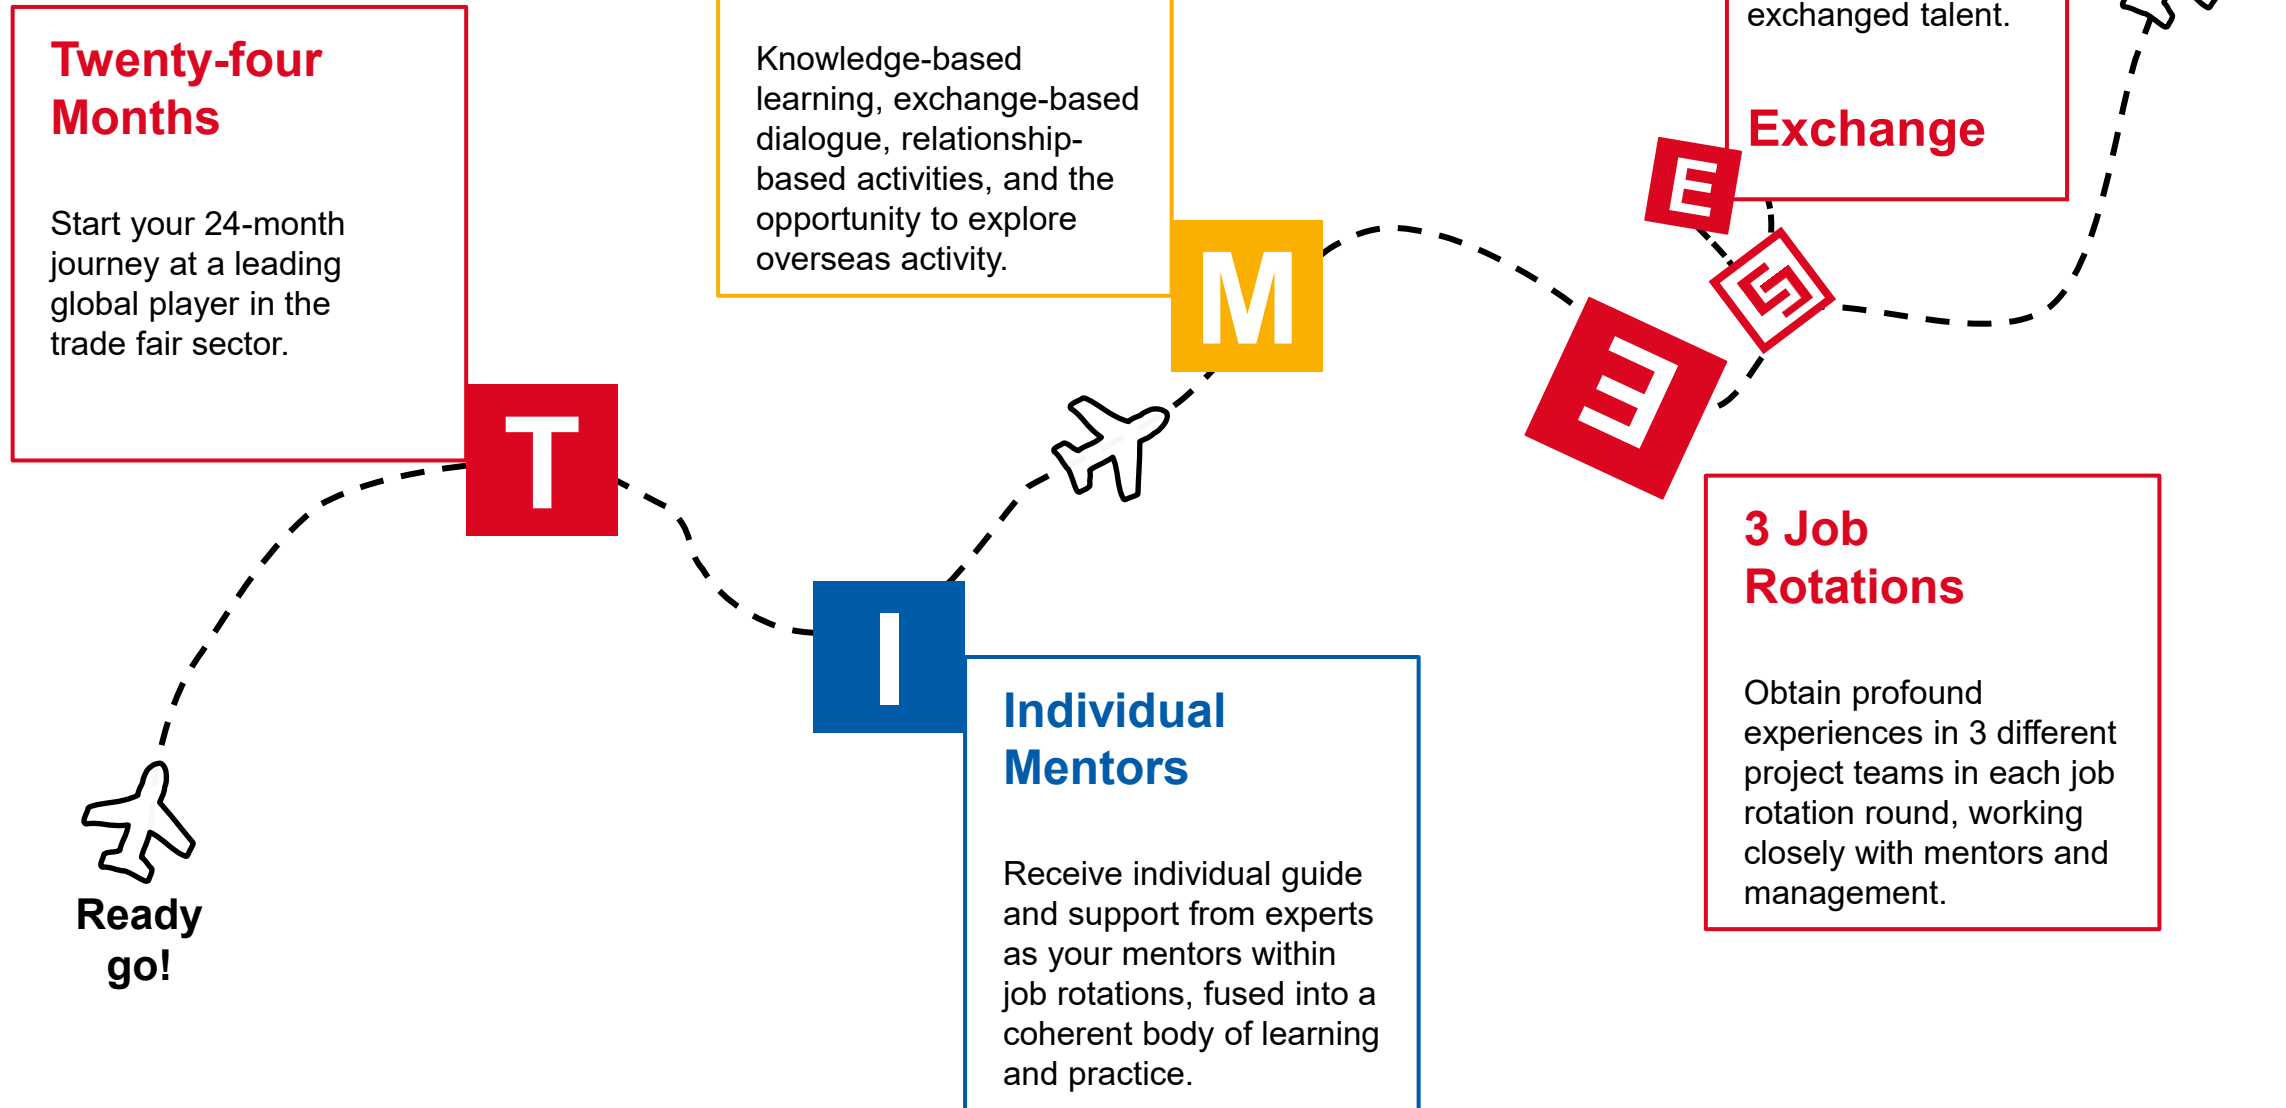 Twenty-four
Months
Start your 24-month
journey at a leading
global player in the
trade fair sector.
T
Knowledge-based
learning, exchange-based
dialogue, relationship-
based activities, and the
opportunity to explore
overseas activity.
M
exchanged talent.
Exchange
E
E
I
Individual
Mentors
Receive individual guide
and support from experts
as your mentors within
job rotations, fused into a
coherent body of learning
and practice.
3 Job
Rotations
Obtain profound
experiences in 3 different
project teams in each job
rotation round, working
closely with mentors and
management.
Ready
go!